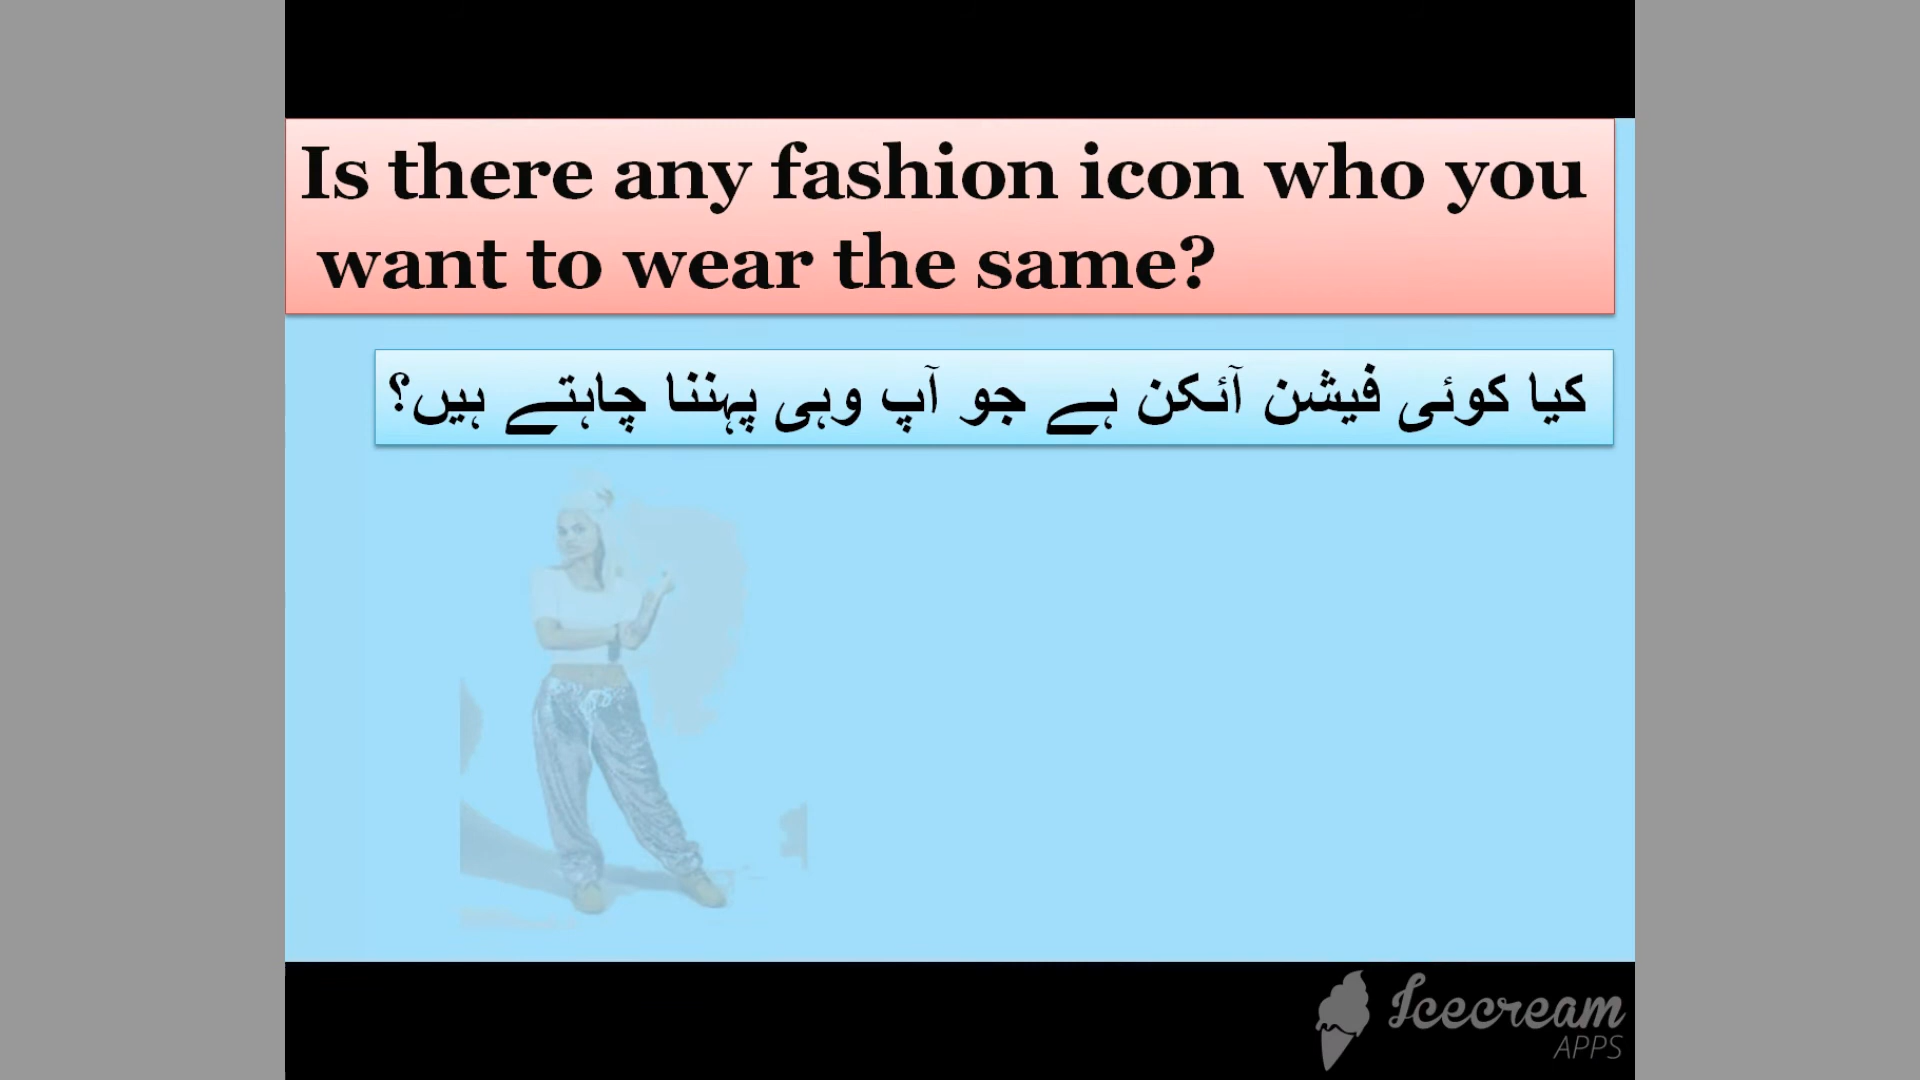 Is there any fashion icon who you
want to wear the same?
کیا کوئی فیشن آئکن ہے جو آپ وہی پہننا چاہتے ہیں؟
Icecream
APPS